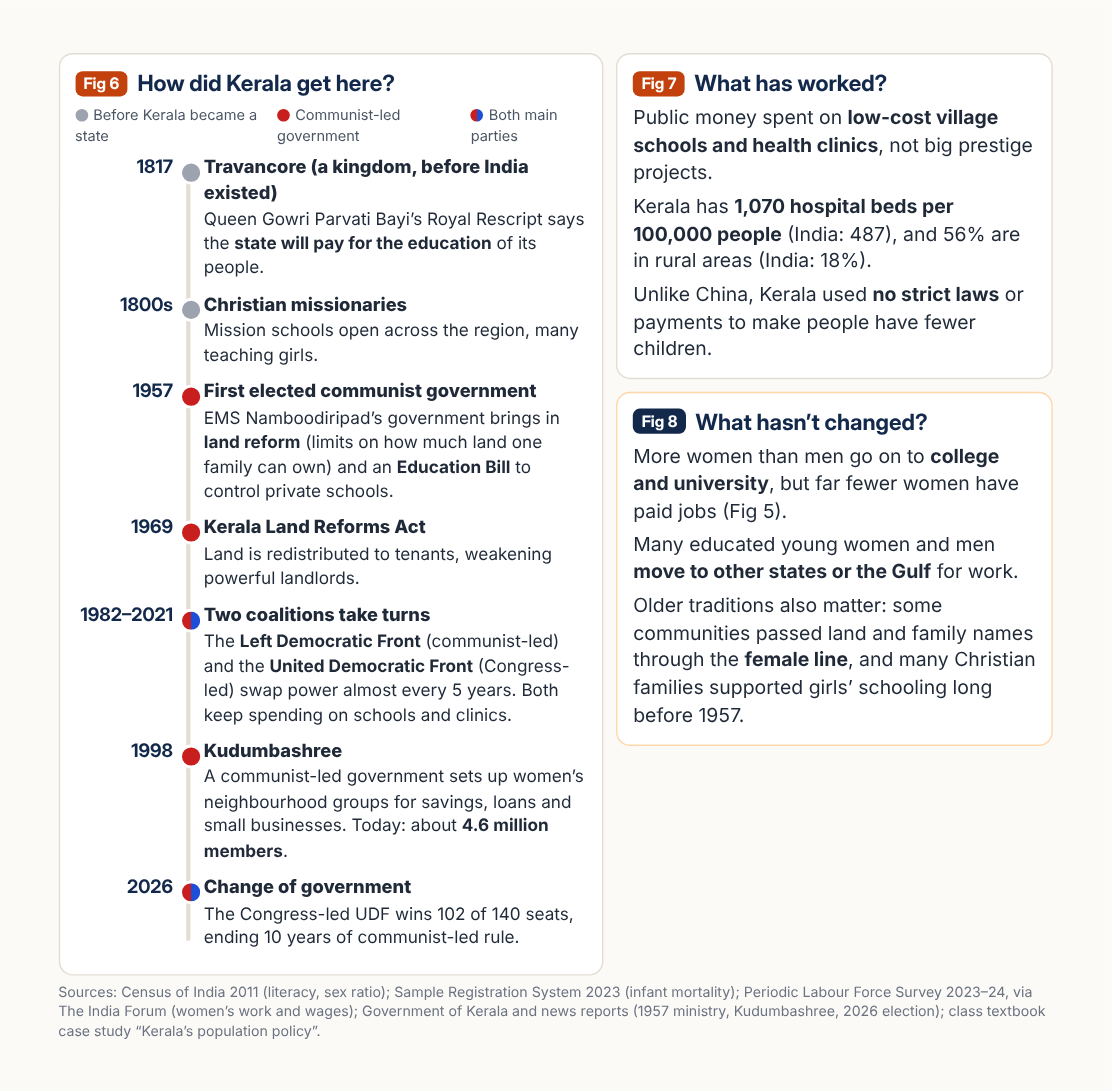 Fig 6 How did Kerala get here?
Before Kerala became a state
Communist-led government
Both main parties
1817
Travancore (a kingdom, before India
existed)
Queen Gowri Parvati Bayi’s Royal Rescript says
the state will pay for the education of its
people.
1800s
Christian missionaries
Mission schools open across the region, many
teaching girls.
1957
First elected communist government
EMS Namboodiripad’s government brings in
land reform (limits on how much land one
family can own) and an Education Bill to
control private schools.
1969
Kerala Land Reforms Act
Land is redistributed to tenants, weakening
powerful landlords.
1982–2021
Two coalitions take turns
The Left Democratic Front (communist-led)
and the United Democratic Front (Congress-
led) swap power almost every 5 years. Both
keep spending on schools and clinics.
1998
Kudumbashree
A communist-led government sets up women’s
neighbourhood groups for savings, loans and
small businesses. Today: about 4.6 million
members.
2026
Change of government
The Congress-led UDF wins 102 of 140 seats,
ending 10 years of communist-led rule.
Fig 7 What has worked?
Public money spent on low-cost village
schools and health clinics, not big prestige
projects.
Kerala has 1,070 hospital beds per
100,000 people (India: 487), and 56% are
in rural areas (India: 18%).
Unlike China, Kerala used no strict laws or
payments to make people have fewer
children.
Fig 8 What hasn’t changed?
More women than men go on to college
and university, but far fewer women have
paid jobs (Fig 5).
Many educated young women and men
move to other states or the Gulf for work.
Older traditions also matter: some
communities passed land and family names
through the female line, and many Christian
families supported girls’ schooling long
before 1957.
Sources: Census of India 2011 (literacy, sex ratio); Sample Registration System 2023 (infant mortality); Periodic Labour Force Survey 2023–24, via
The India Forum (women’s work and wages); Government of Kerala and news reports (1957 ministry, Kudumbashree, 2026 election); class textbook
case study “Kerala’s population policy”.